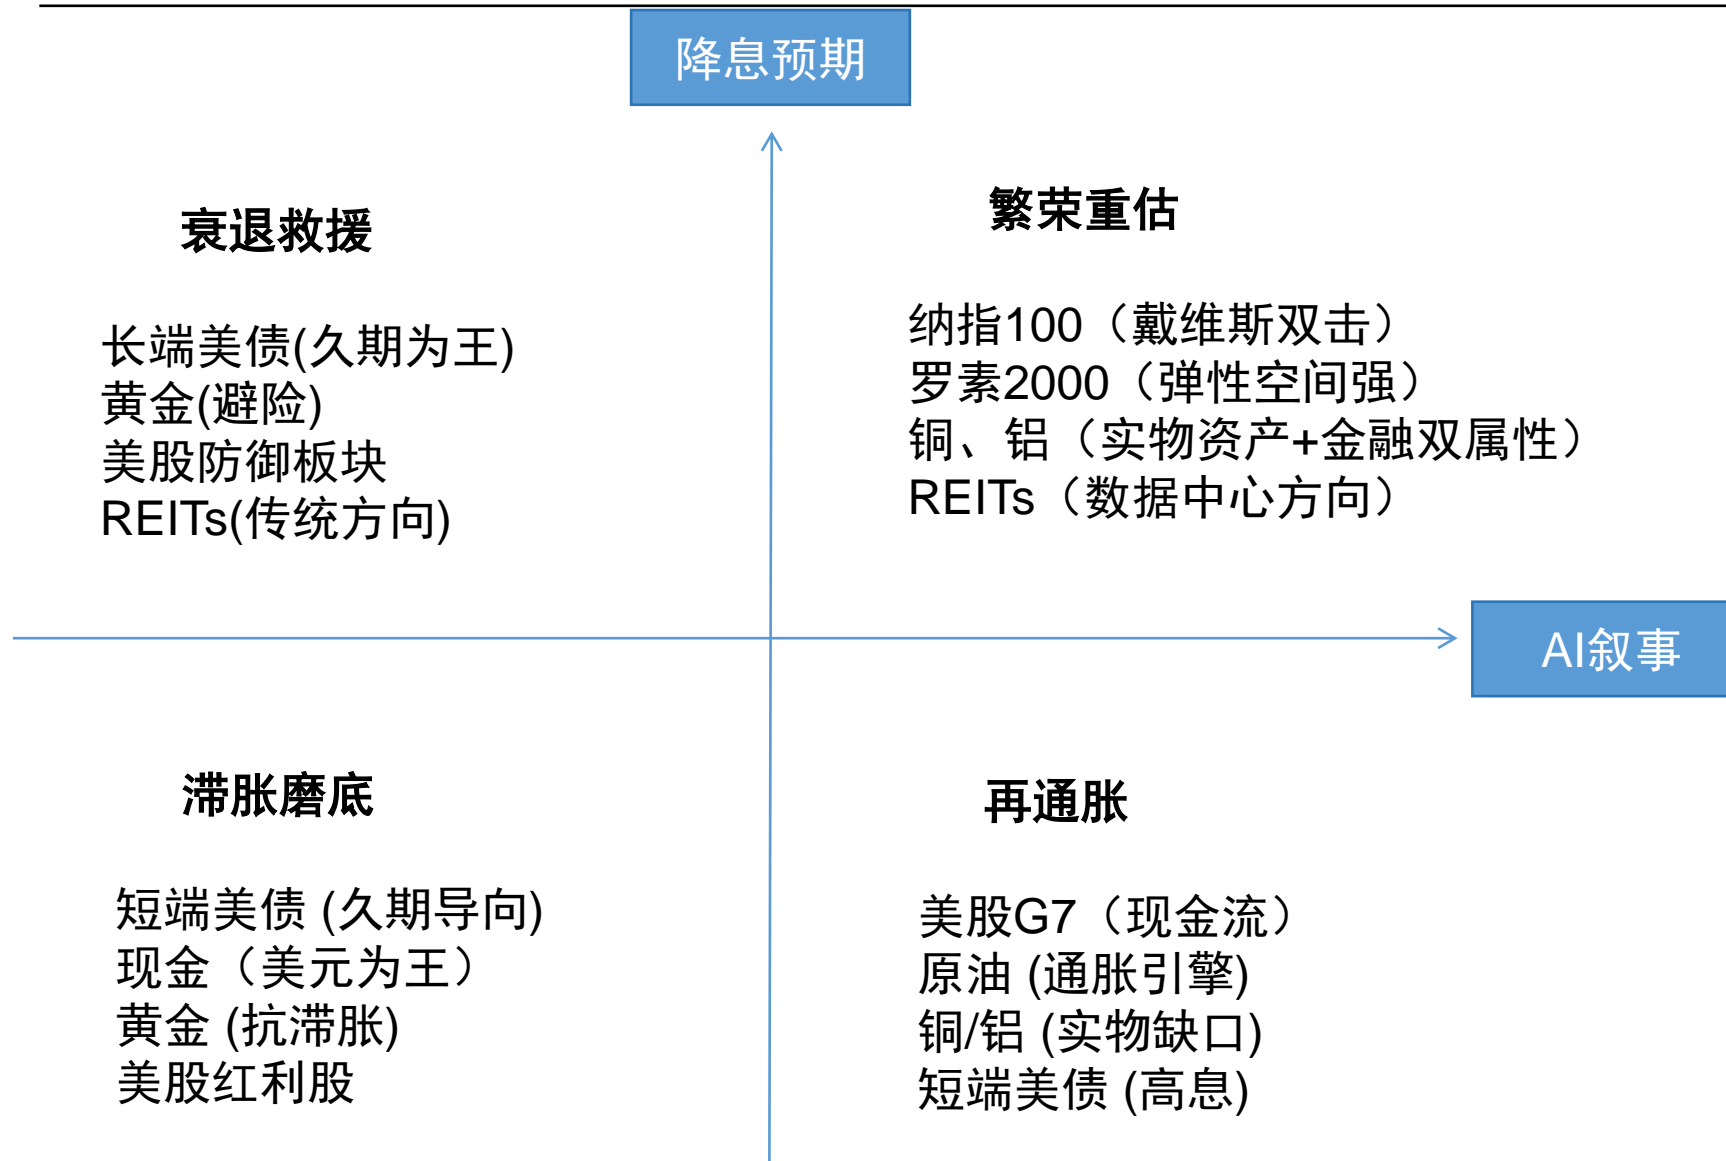 降息预期
衰退救援
长端美债(久期为王)
黄金(避险)
美股防御板块
REITs(传统方向)
繁荣重估
纳指100（戴维斯双击）
罗素2000（弹性空间强）
铜、铝（实物资产+金融双属性）
REITs（数据中心方向）
AI叙事
滞胀磨底
短端美债 (久期导向)
现金（美元为王）
黄金 (抗滞胀)
美股红利股
再通胀
美股G7（现金流）
原油 (通胀引擎)
铜/铝 (实物缺口)
短端美债 (高息)